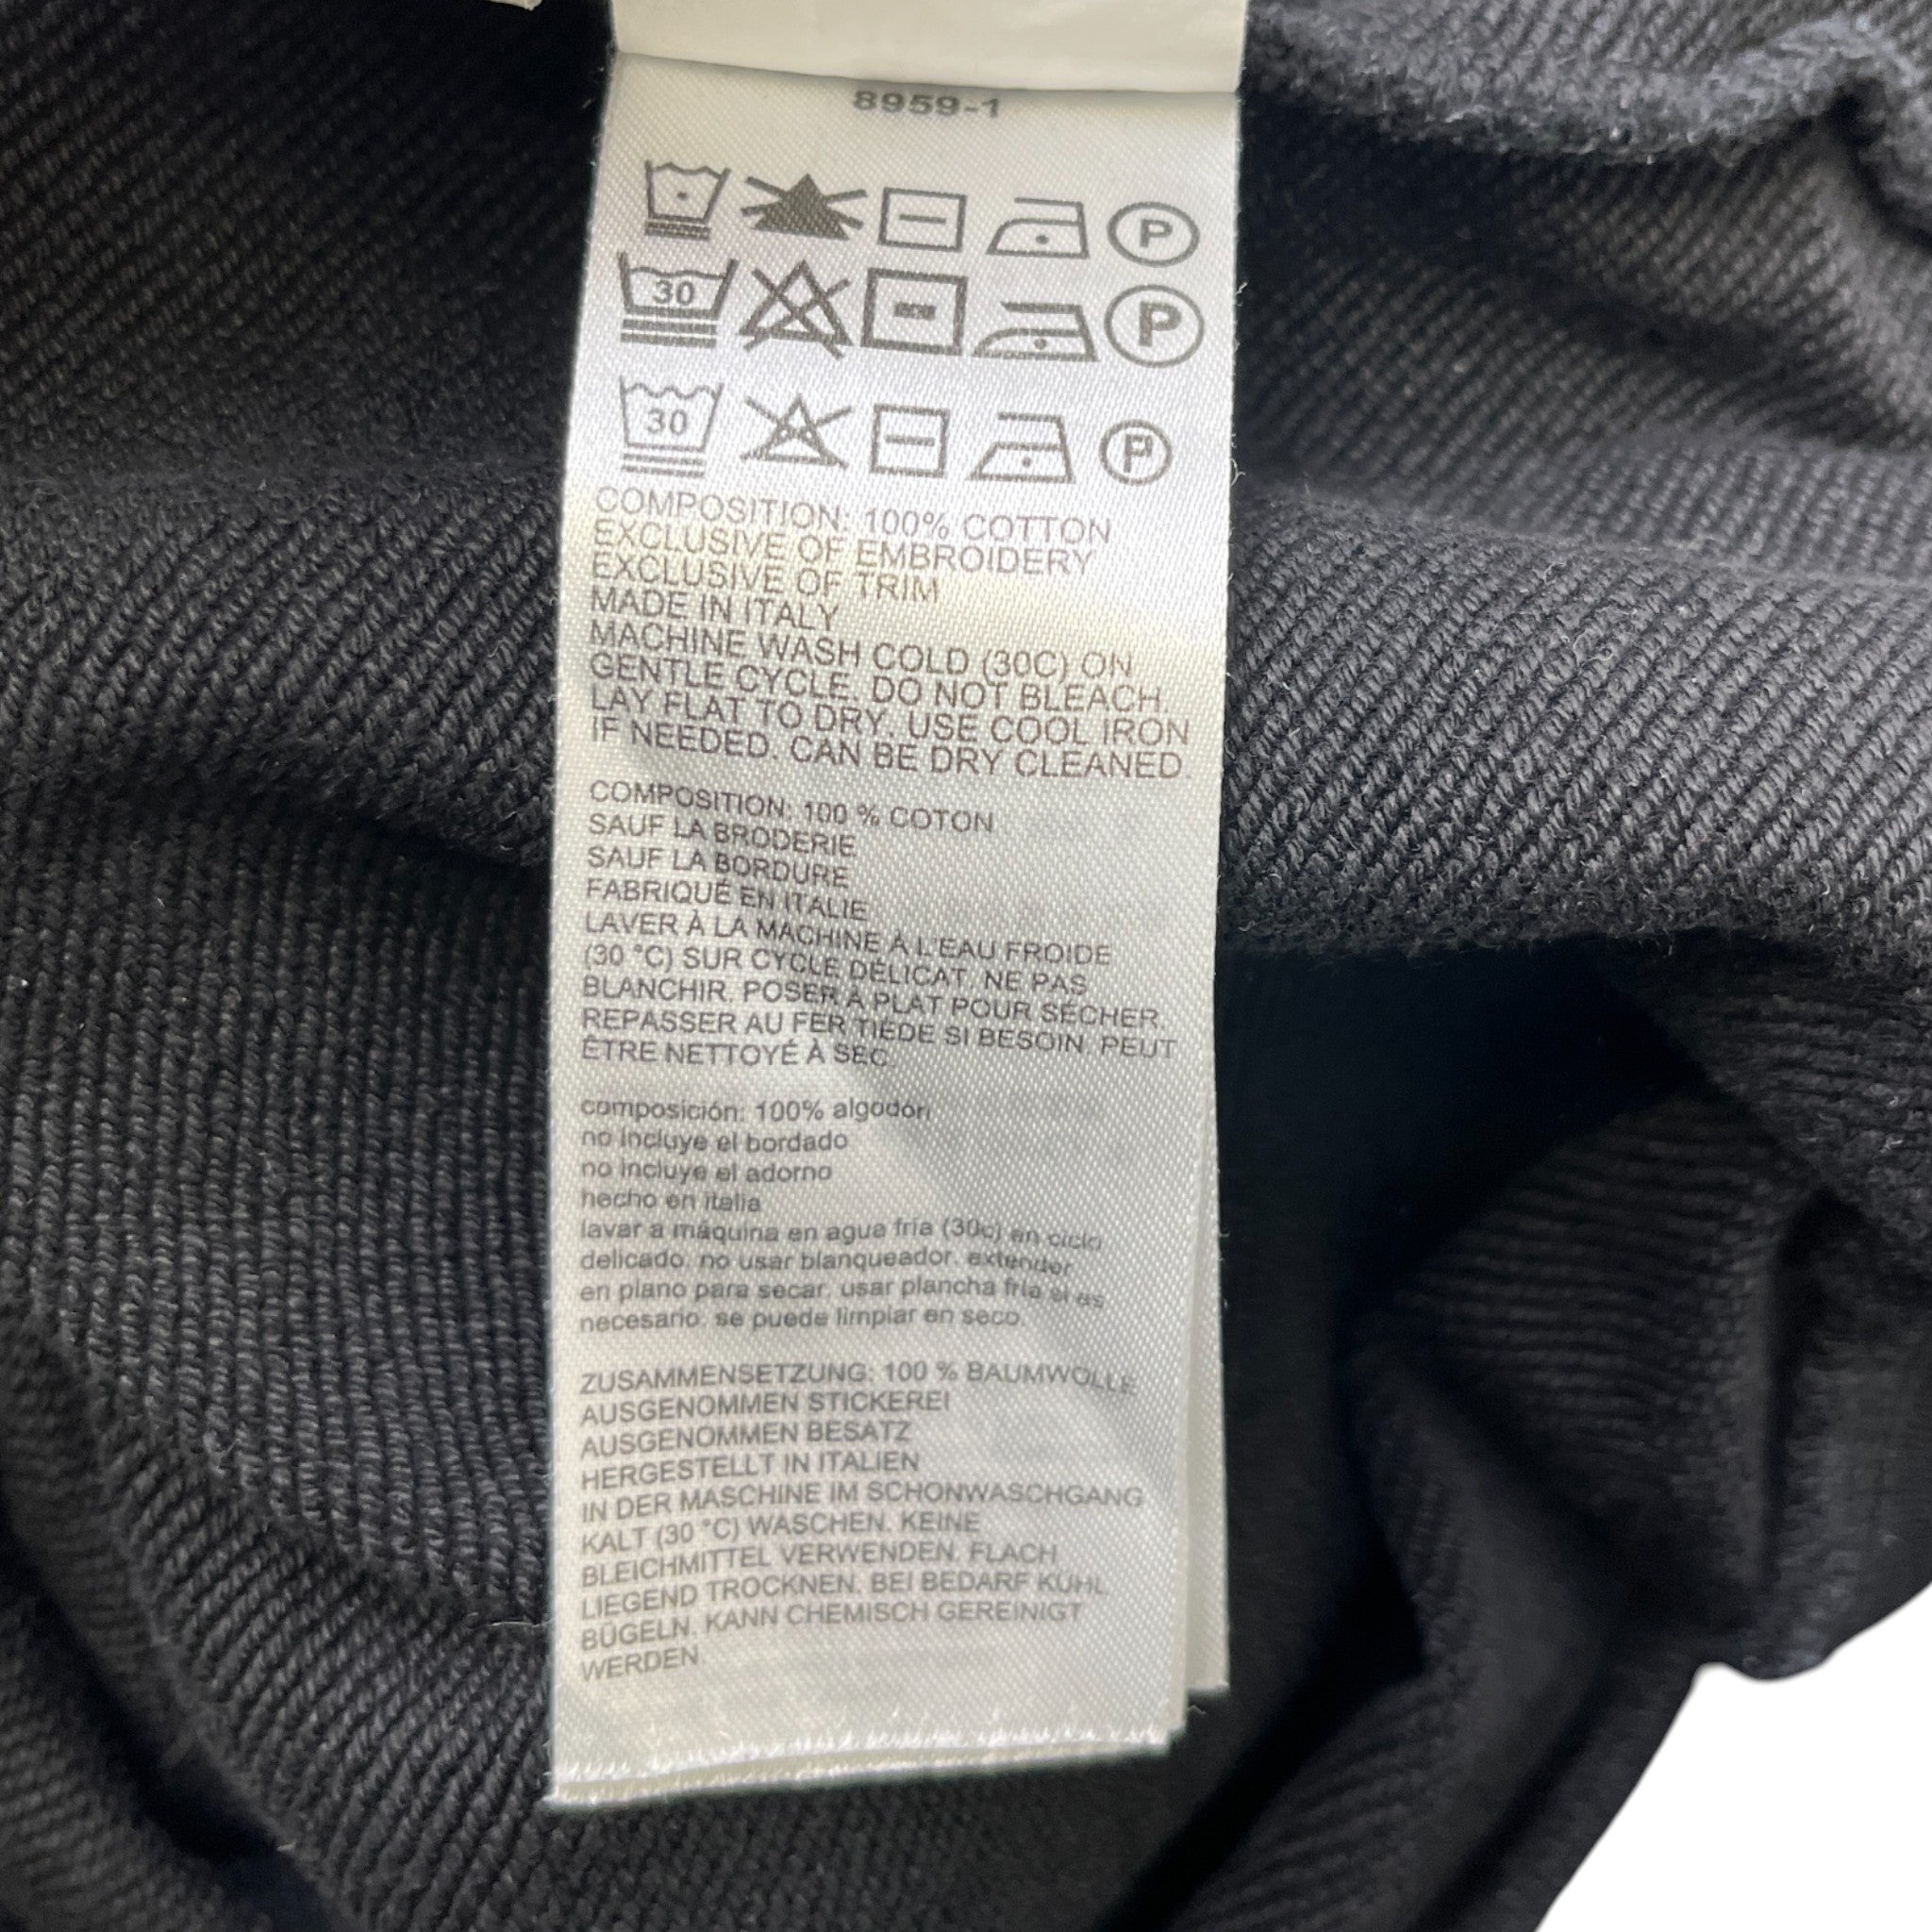 8959-1
P
30 P
30 P
COMPOSITION: 100% COTTON
EXCLUSIVE OF EMBROIDERY
EXCLUSIVE OF TRIM
MADE IN ITALY
MACHINE WASH COLD (30C) ON
GENTLE CYCLE. DO NOT BLEACH.
LAY FLAT TO DRY. USE COOL IRON
IF NEEDED. CAN BE DRY CLEANED.
COMPOSITION: 100 % COTON
SAUF LA BRODERIE
SAUF LA BORDURE
FABRIQUÉ EN ITALIE
LAVER À LA MACHINE À L'EAU FROIDE
(30 °C) SUR CYCLE DÉLICAT. NE PAS
BLANCHIR. POSER À PLAT POUR SÉCHER.
REPASSER AU FER TIÈDE SI BESOIN. PEUT
ÊTRE NETTOYÉ À SEC.
composición: 100% algodón
no incluye el bordado
no incluye el adorno
hecho en italia
lavar a máquina en agua fría (30c) en ciclo
delicado. no usar blanqueador. extender
en plano para secar. usar plancha fría si es
necesario. se puede limpiar en seco.
ZUSAMMENSETZUNG: 100 % BAUMWOLLE
AUSGENOMMEN STICKEREI
AUSGENOMMEN BESATZ
HERGESTELLT IN ITALIEN
IN DER MASCHINE IM SCHONWASCHGANG
KALT (30 °C) WASCHEN. KEINE
BLEICHMITTEL VERWENDEN. FLACH
LIEGEND TROCKNEN. BEI BEDARF KÜHL
BÜGELN. KANN CHEMISCH GEREINIGT
WERDEN.